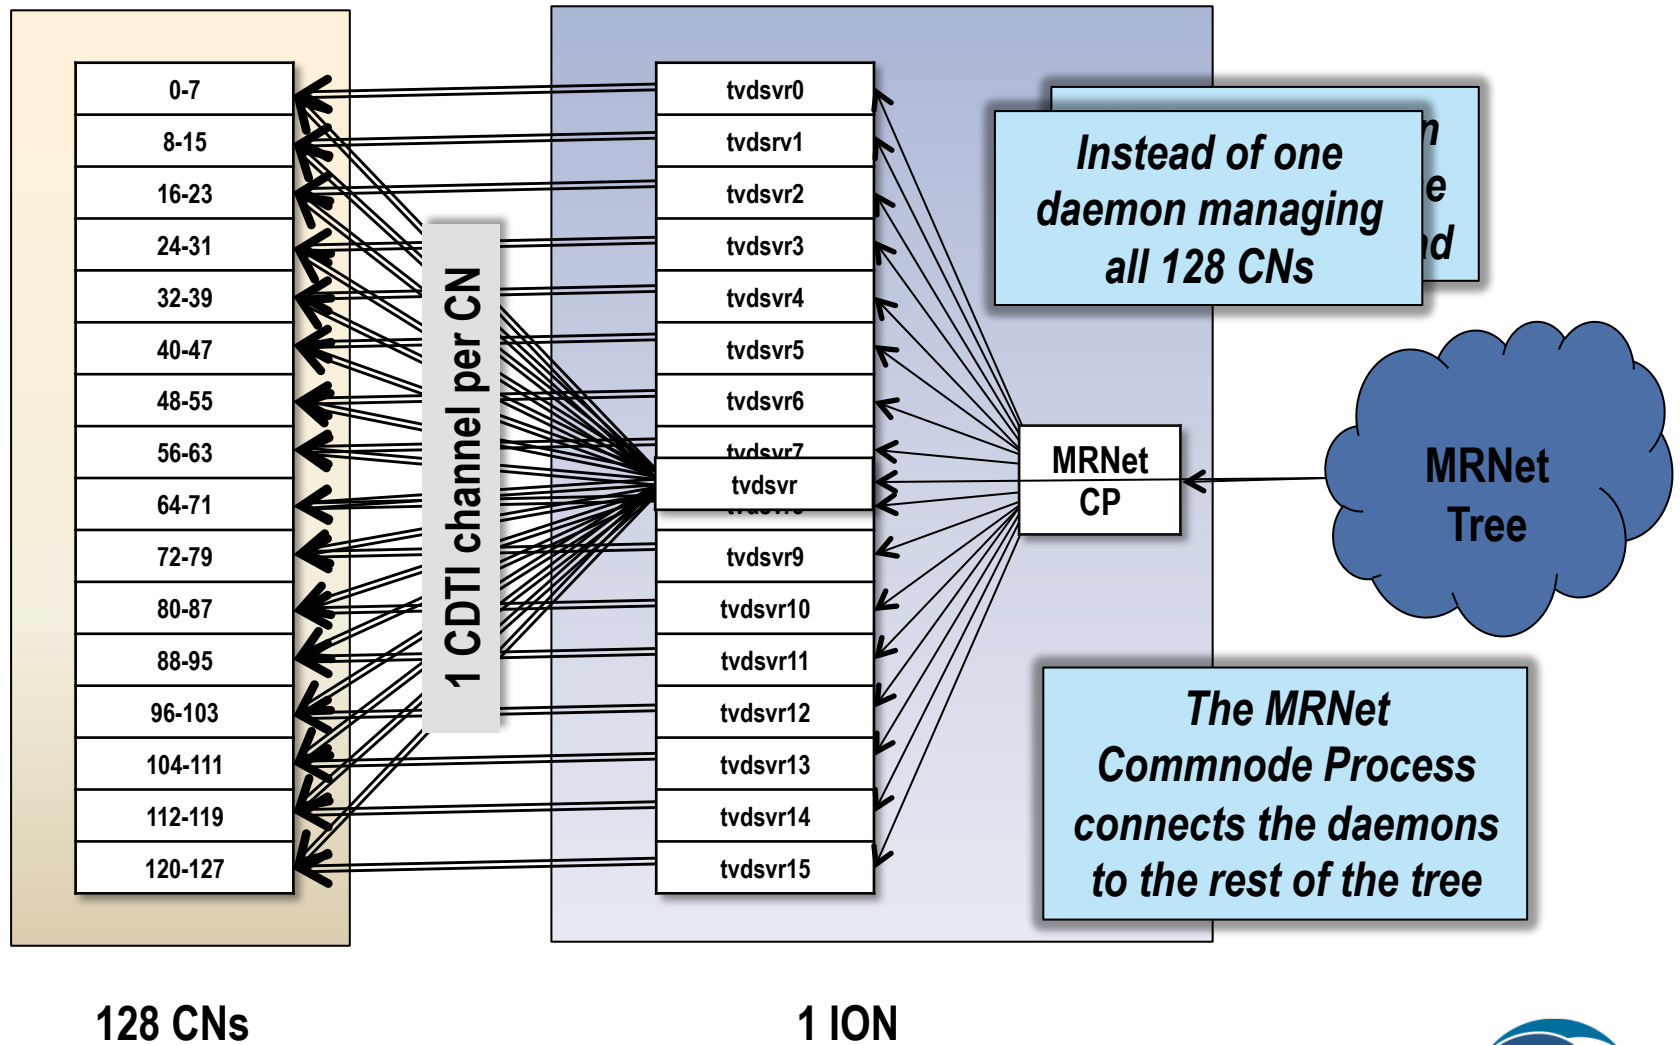 0-7
8-15
16-23
24-31
32-39
40-47
48-55
56-63
64-71
72-79
80-87
88-95
96-103
104-111
112-119
120-127
1 CDTI channel per CN
tvdsvr0
tvdsrv1
tvdsvr2
tvdsvr3
tvdsvr4
tvdsvr5
tvdsvr6
tvdsvr7
tvdsvr
tvdsvr9
tvdsvr10
tvdsvr11
tvdsvr12
tvdsvr13
tvdsvr14
tvdsvr15
Instead of one
daemon managing
all 128 CNs
MRNet
CP
MRNet
Tree
The MRNet
Commnode Process
connects the daemons
to the rest of the tree
128 CNs
1 ION